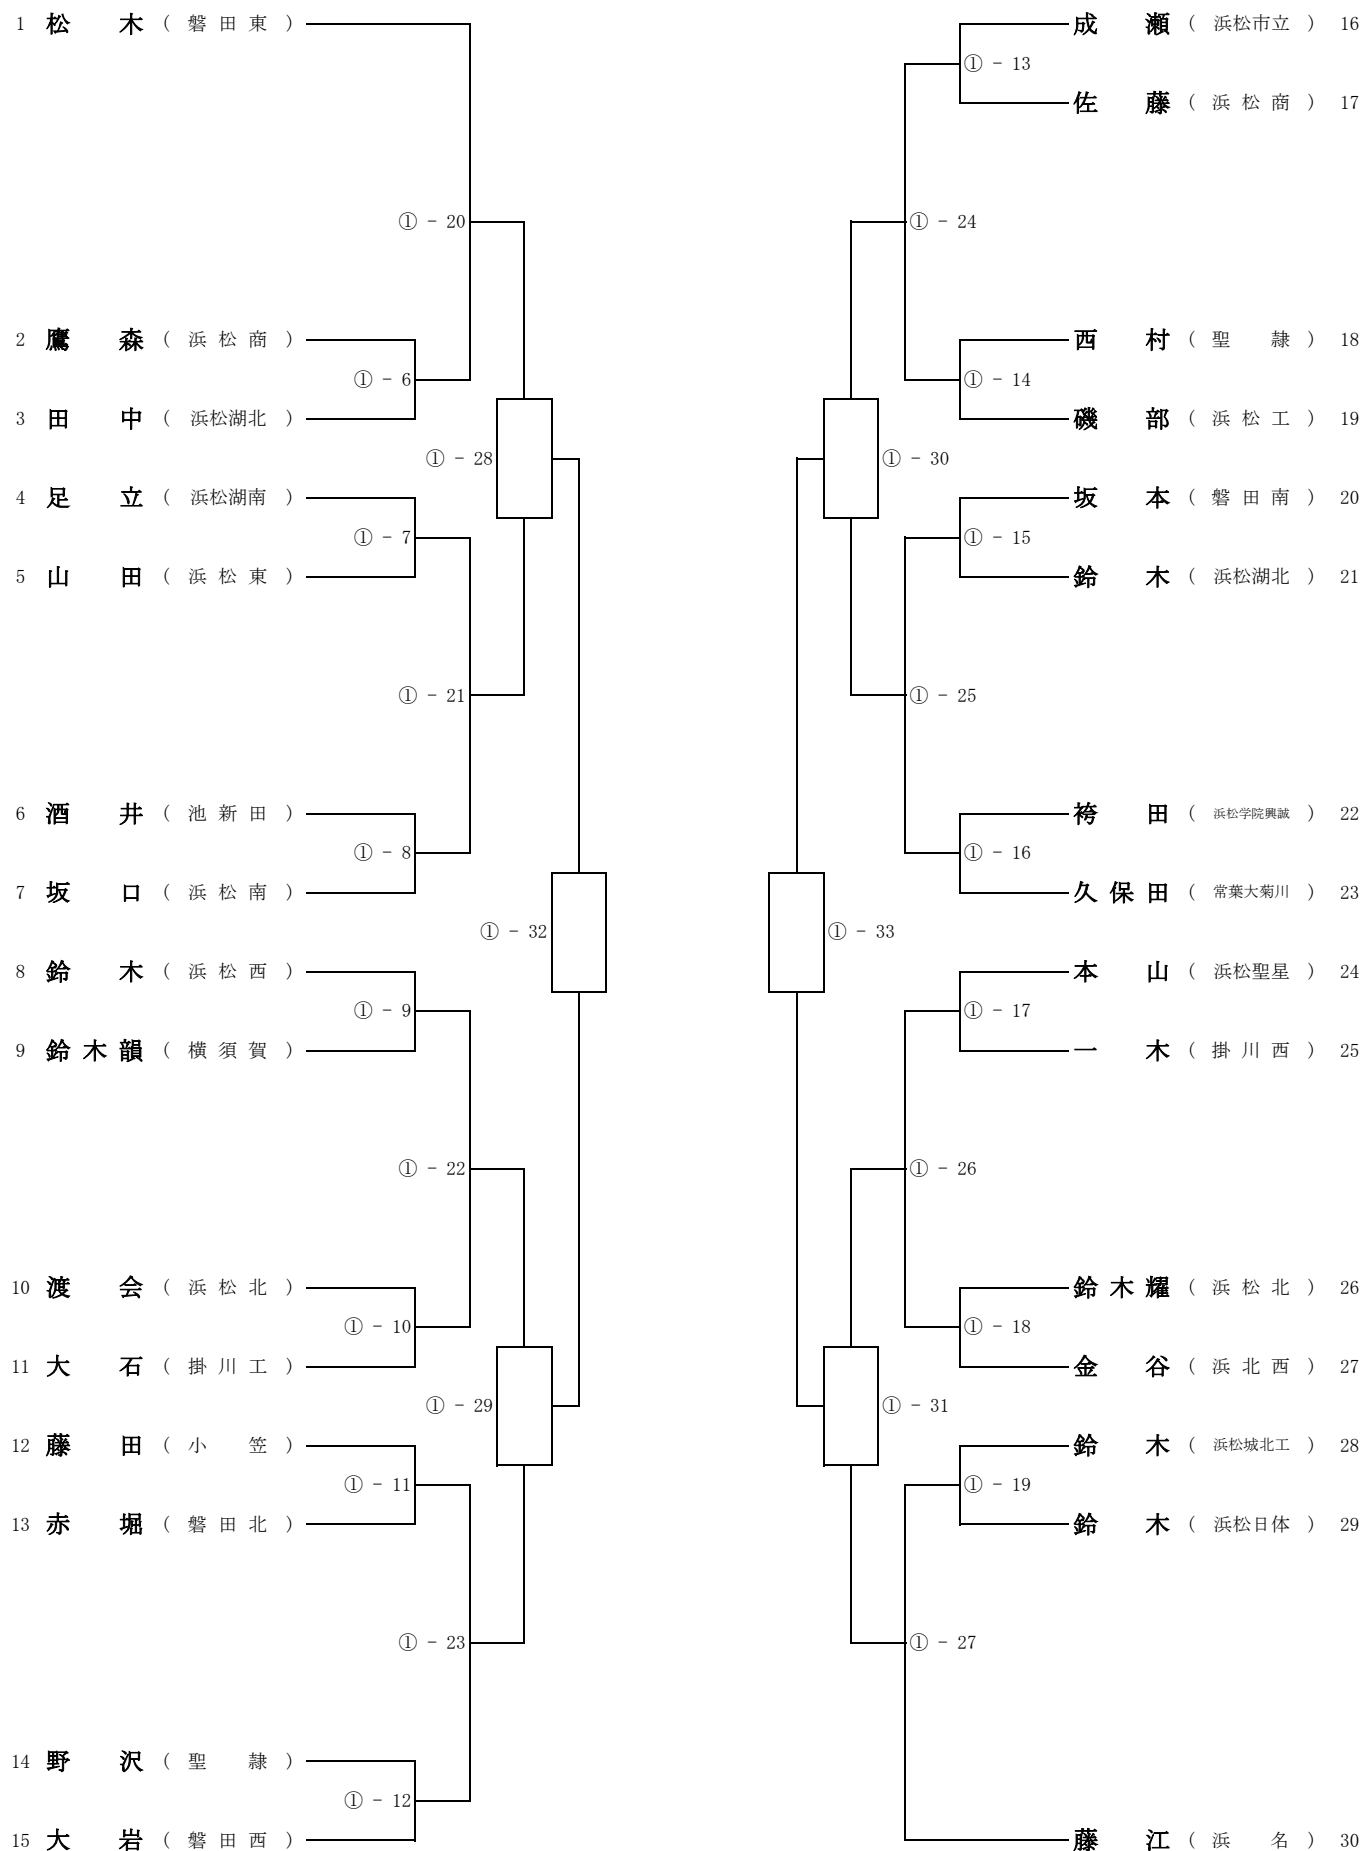 1 松木 ( 磐田東 )
① - 20
2 鷹森 ( 浜松商 )
① - 6
3 田中 ( 浜松湖北 )
① - 28
4 足立 ( 浜松湖南 )
① - 7
5 山田 ( 浜松東 )
① - 21
6 酒井 ( 池新田 )
① - 8
7 坂口 ( 浜松南 )
① - 32
8 鈴木 ( 浜松西 )
① - 9
9 鈴木韻 ( 横須賀 )
① - 22
10 渡会 ( 浜松北 )
① - 10
11 大石 ( 掛川工 )
① - 29
12 藤田 ( 小笠 )
① - 11
13 赤堀 ( 磐田北 )
① - 23
14 野沢 ( 聖隷 )
① - 12
15 大岩 ( 磐田西 )
成瀬 ( 浜松市立 ) 16
① - 13
佐藤 ( 浜松商 ) 17
① - 24
西村 ( 聖隷 ) 18
① - 14
磯部 ( 浜松工 ) 19
① - 30
坂本 ( 磐田南 ) 20
① - 15
鈴木 ( 浜松湖北 ) 21
① - 25
袴田 ( 浜松学院興誠 ) 22
① - 16
久保田 ( 常葉大菊川 ) 23
① - 33
本山 ( 浜松聖星 ) 24
① - 17
一木 ( 掛川西 ) 25
① - 26
鈴木耀 ( 浜松北 ) 26
① - 18
金谷 ( 浜北西 ) 27
① - 31
鈴木 ( 浜松城北工 ) 28
① - 19
鈴木 ( 浜松日体 ) 29
① - 27
藤江 ( 浜名 ) 30